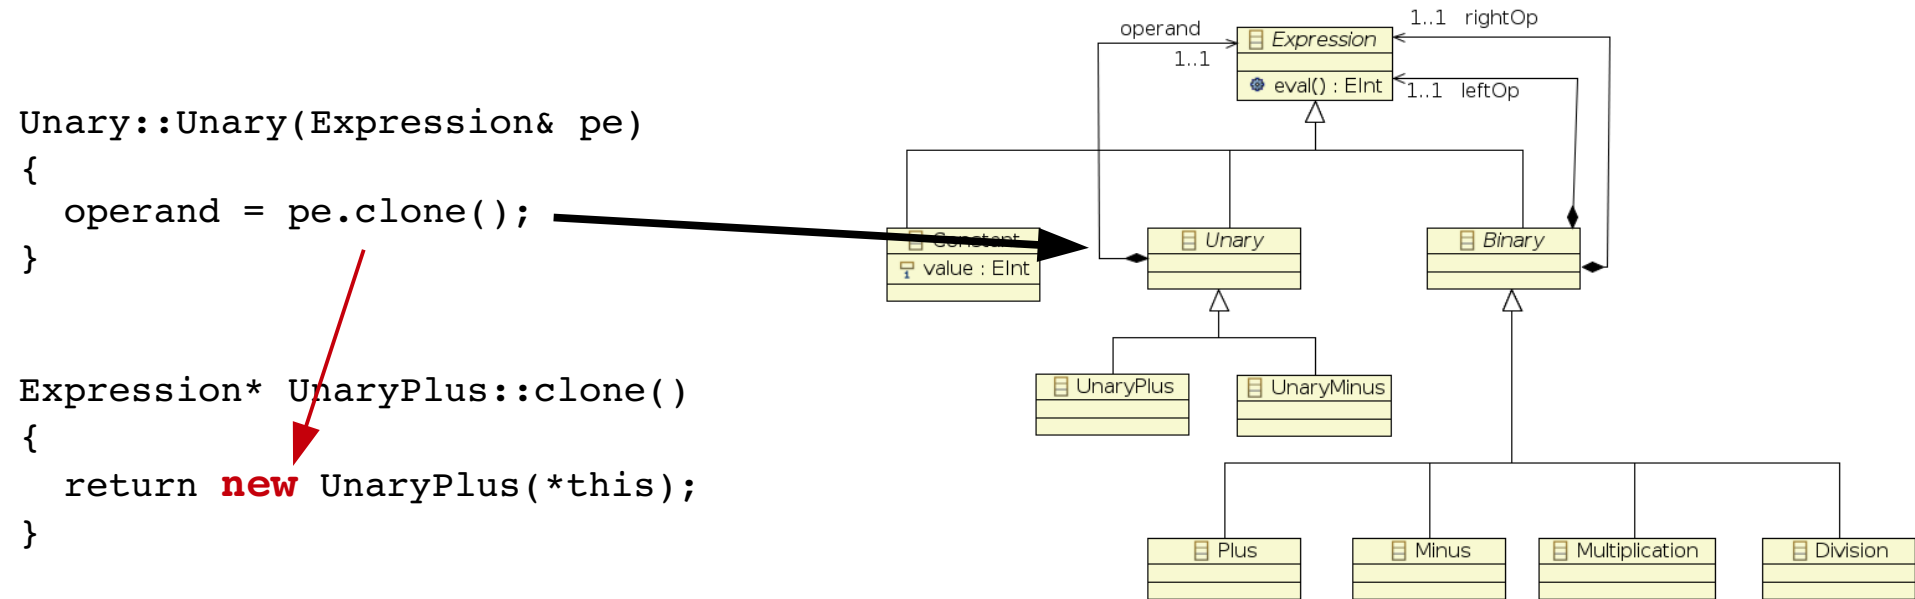 Unary::Unary(Expression& pe)
{
operand = pe.clone();
}
Expression* UnaryPlus::clone()
{
return new UnaryPlus(*this);
}
operand
1..1
1..1 rightOp
Expression
eval() : EInt
1..1 leftOp
Constant
value : EInt
Unary
Binary
UnaryPlus
UnaryMinus
Plus
Minus
Multiplication
Division